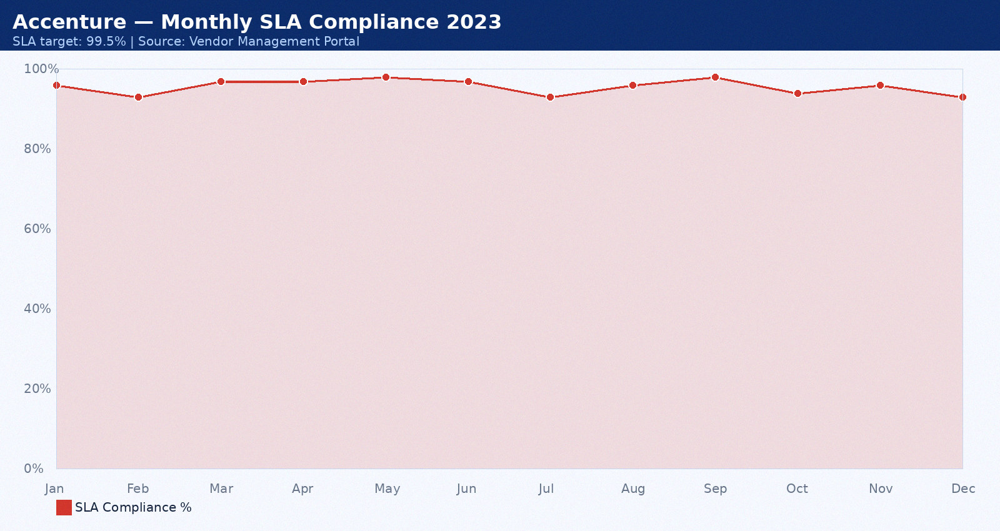 Accenture — Monthly SLA Compliance 2023
SLA target: 99.5% | Source: Vendor Management Portal
100%
80%
60%
40%
20%
0%
Jan Feb Mar Apr May Jun Jul Aug Sep Oct Nov Dec
SLA Compliance %